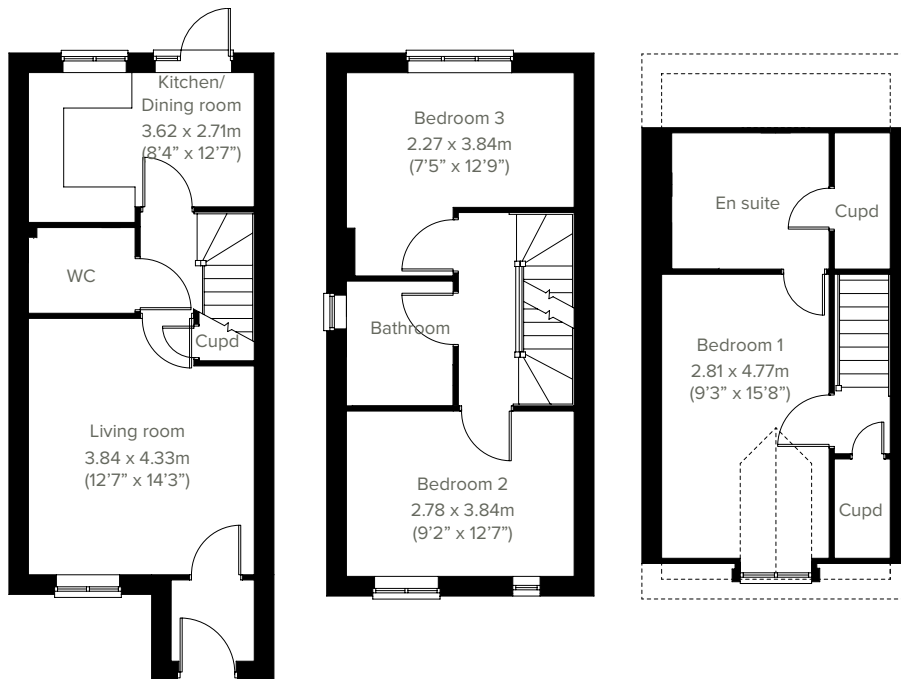 Kitchen/
Dining room
3.62 x 2.71m
(8’4” x 12’7”)
WC
Cupd
Living room
3.84 x 4.33m
(12’7” x 14’3”)
Bedroom 3
2.27 x 3.84m
(7’5” x 12’9”)
Bathroom
Bedroom 2
2.78 x 3.84m
(9’2” x 12’7”)
En suite
Cupd
Bedroom 1
2.81 x 4.77m
(9’3” x 15’8”)
Cupd